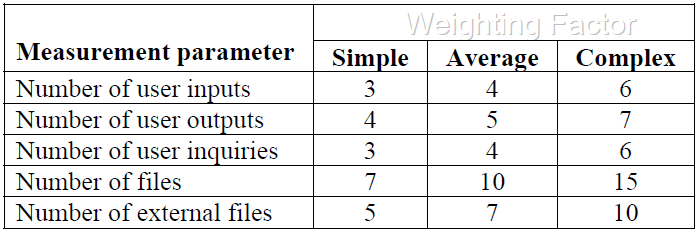 Weighting Factor
Measurement parameter Simple Average Complex
Number of user inputs 3 4 6
Number of user outputs 4 5 7
Number of user inquiries 3 4 6
Number of files 7 10 15
Number of external files 5 7 10